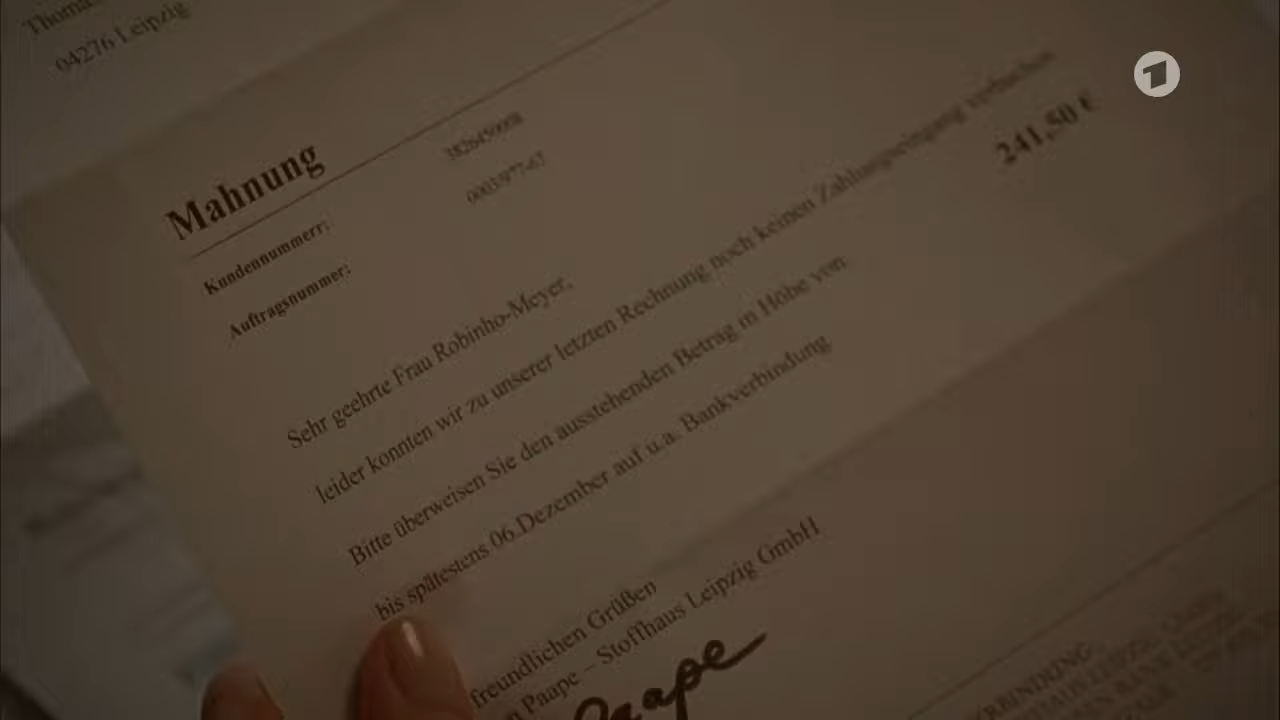 04276 Leipzig
Mahnung
Kundennummerr:
Auftragsnummer:
Sehr geehrte Frau Robinho-Meyer,
leider konnten wir zu unserer letzten Rechnung noch keinen Zahlungseingang verbuchen
Bitte überweisen Sie den ausstehenden Betrag in Höhe von 241,50 €
bis spätestens 06.Dezember auf u.a. Bankverbindung
freundlichen Grüßen
Paape – Stoffhaus Leipzig GmbH
Paape